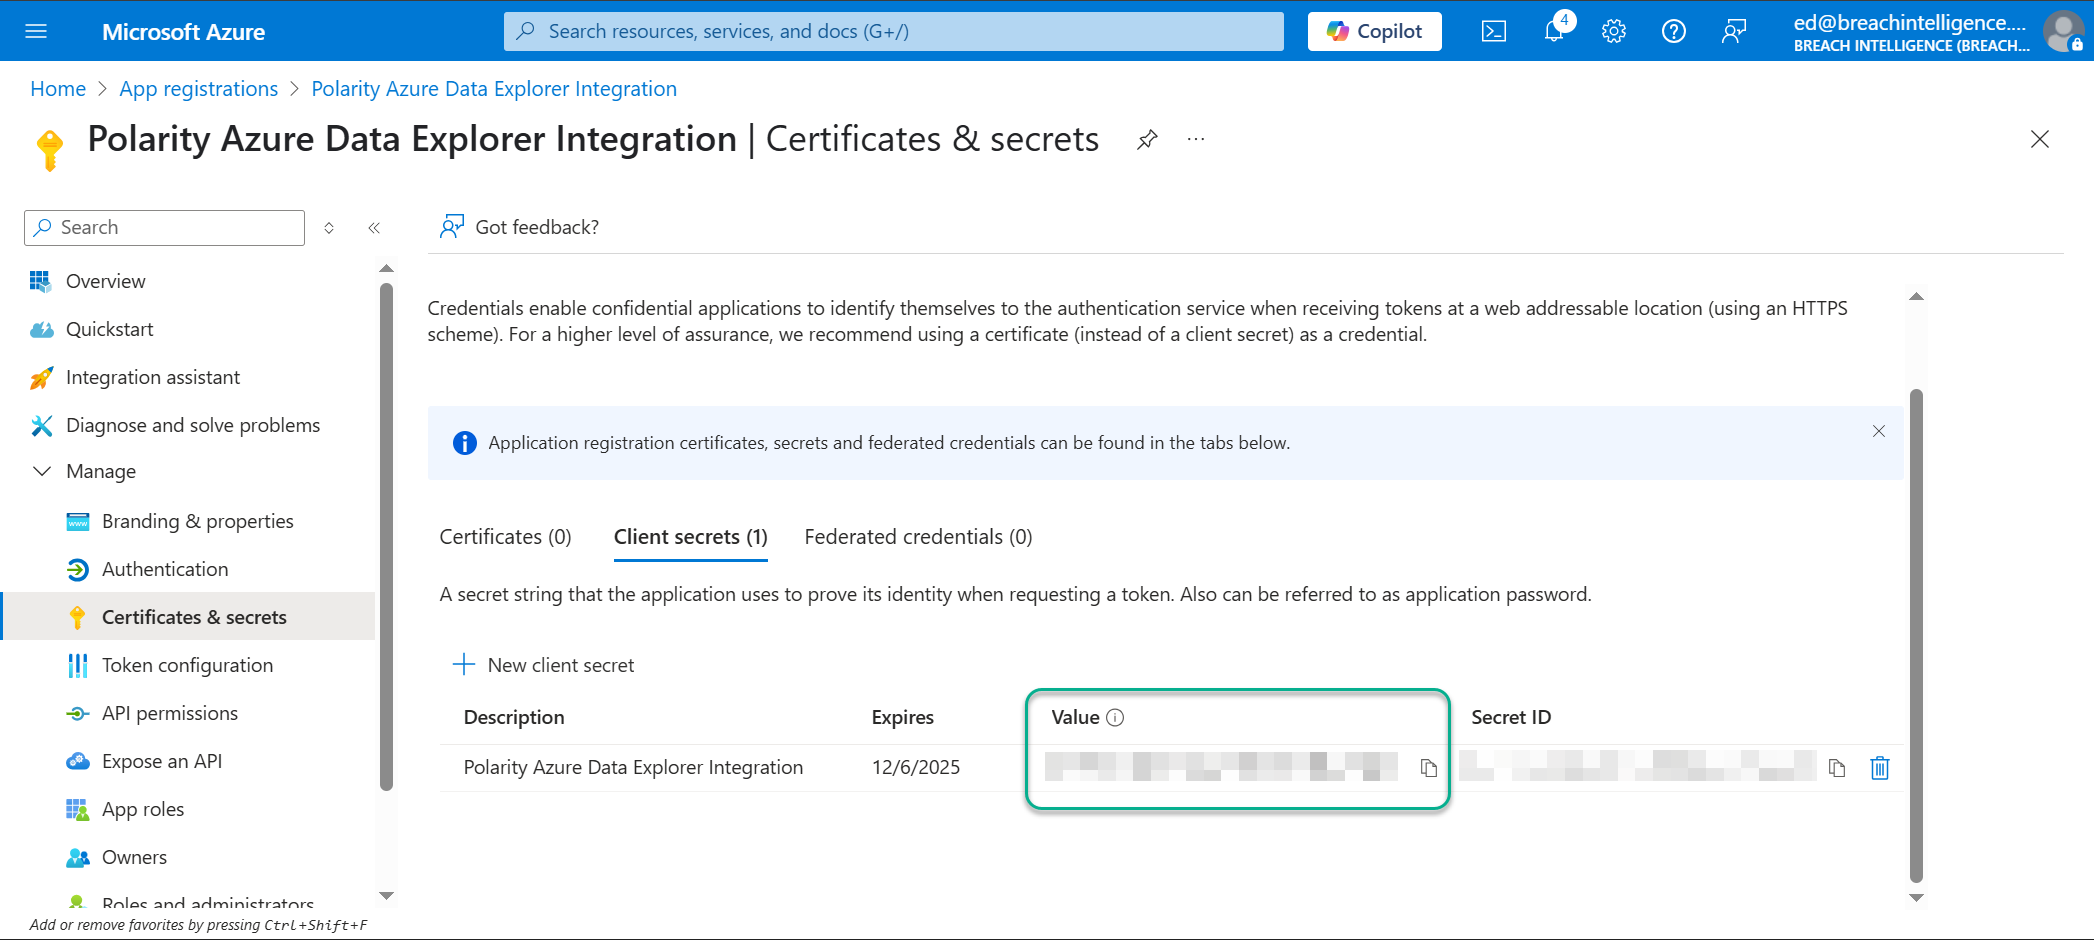 Microsoft Azure
Search resources, services, and docs (G+/)
Copilot
4
ed@breachintelligence....
BREACH INTELLIGENCE (BREACH...
Home > App registrations > Polarity Azure Data Explorer Integration
Polarity Azure Data Explorer Integration | Certificates & secrets
Search
Got feedback?
Overview
Quickstart
Integration assistant
Diagnose and solve problems
Manage
Branding & properties
Authentication
Certificates & secrets
Token configuration
API permissions
Expose an API
App roles
Owners
Roles and administrators
Add or remove favorites by pressing Ctrl+Shift+F
Credentials enable confidential applications to identify themselves to the authentication service when receiving tokens at a web addressable location (using an HTTPS
scheme). For a higher level of assurance, we recommend using a certificate (instead of a client secret) as a credential.
Application registration certificates, secrets and federated credentials can be found in the tabs below.
Certificates (0) Client secrets (1) Federated credentials (0)
A secret string that the application uses to prove its identity when requesting a token. Also can be referred to as application password.
New client secret
Description Expires Value Secret ID
Polarity Azure Data Explorer Integration 12/6/2025